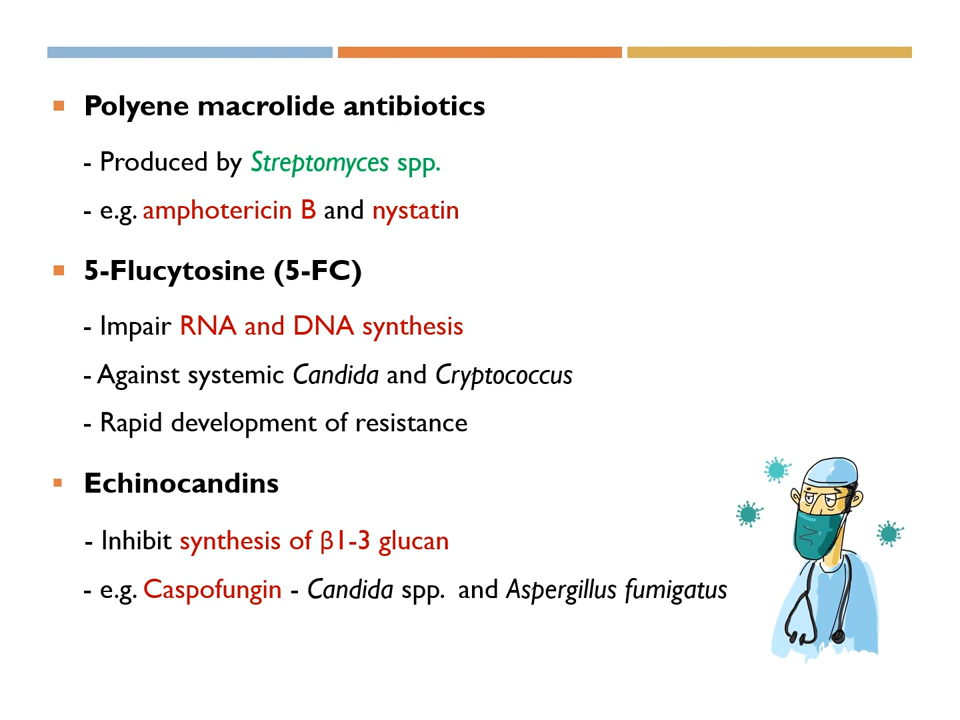 Polyene macrolide antibiotics
- Produced by Streptomyces spp.
- e.g. amphotericin B and nystatin
5-Flucytosine (5-FC)
- Impair RNA and DNA synthesis
- Against systemic Candida and Cryptococcus
- Rapid development of resistance
Echinocandins
- Inhibit synthesis of β1-3 glucan
- e.g. Caspofungin - Candida spp. and Aspergillus fumigatus